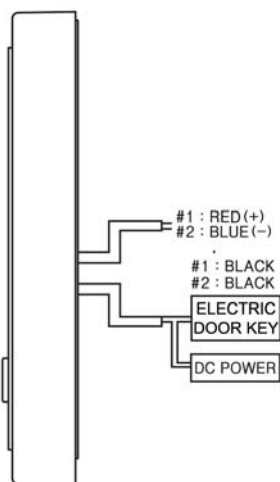 #1 : RED(+)
#2 : BLUE(-)
#1 : BLACK
#2 : BLACK
ELECTRIC
DOOR KEY
DC POWER